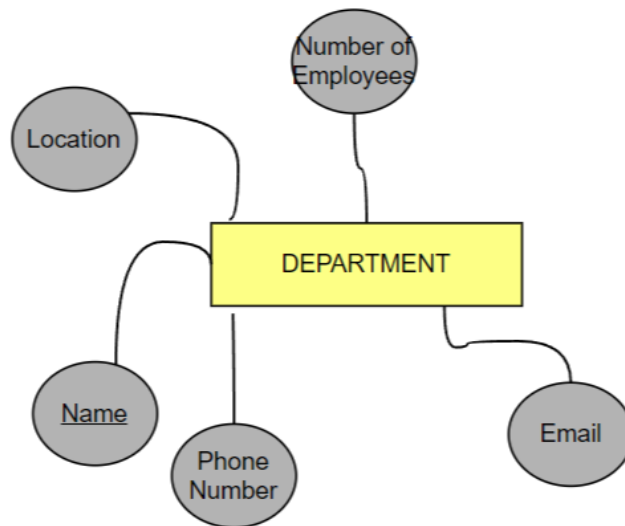 Number of
Employees
Location
DEPARTMENT
Name
Phone
Number
Email